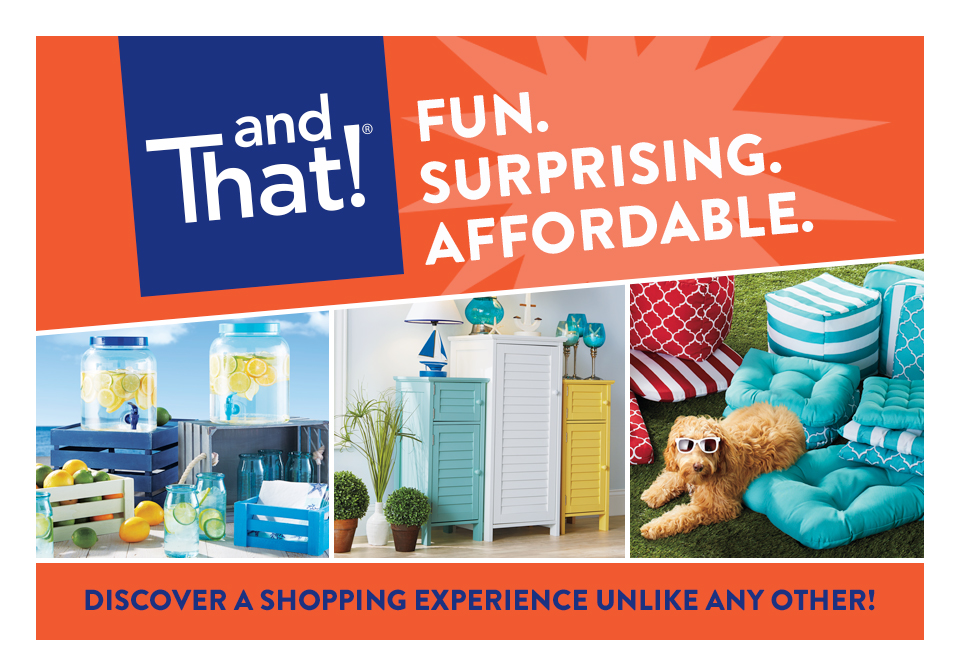 and
That!®
FUN.
SURPRISING.
AFFORDABLE.
DISCOVER A SHOPPING EXPERIENCE UNLIKE ANY OTHER!